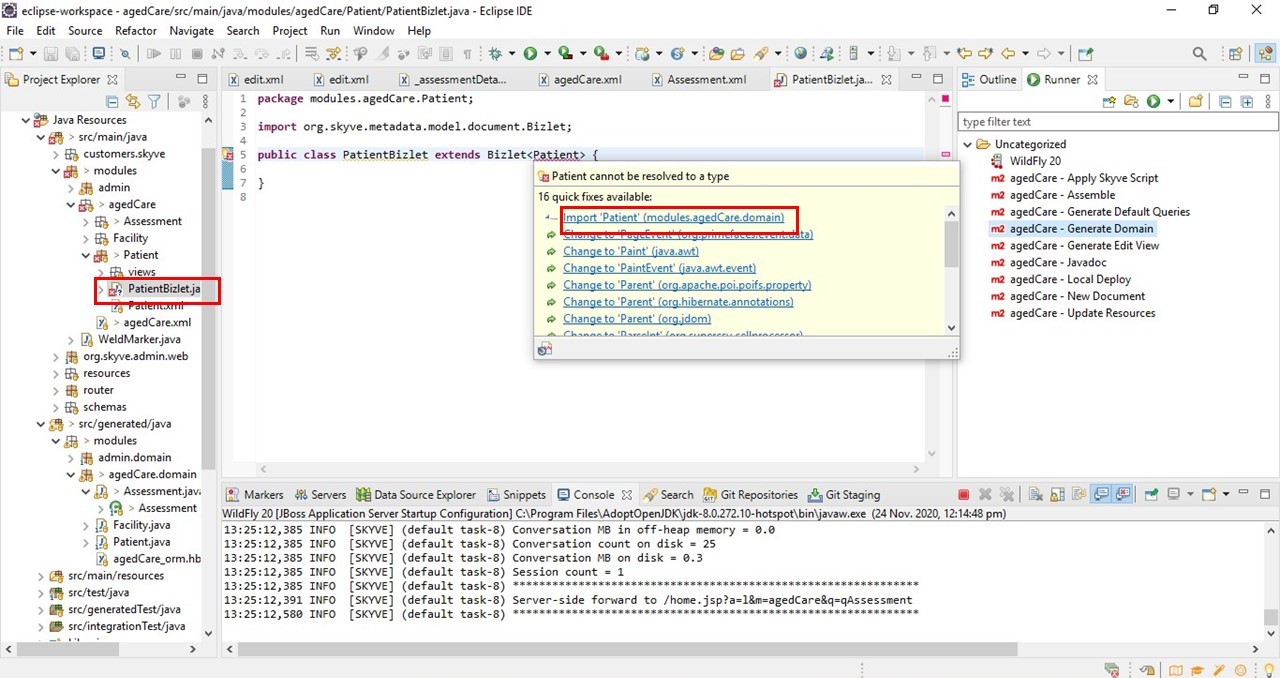 eclipse-workspace - agedCare/src/main/java/modules/agedCare/Patient/PatientBizlet.java - Eclipse IDE
File Edit Source Refactor Navigate Search Project Run Window Help
Project Explorer
Java Resources
> src/main/java
customers.skyve
> modules
admin
> agedCare
> Assessment
Facility
> Patient
views
PatientBizlet.ja
Patient.xml
> agedCare.xml
WeldMarker.java
org.skyve.admin.web
resources
router
schemas
> src/generated/java
> modules
admin.domain
> agedCare.domain
> Assessment.java
> Assessment
> Facility.java
> Patient.java
agedCare_orm.hb
src/main/resources
src/test/java
src/generatedTest/java
src/integrationTest/java
edit.xml
edit.xml
_assessmentDeta...
agedCare.xml
Assessment.xml
PatientBizlet.ja...
1 package modules.agedCare.Patient;
2
3 import org.skyve.metadata.model.document.Bizlet;
4
5 public class PatientBizlet extends Bizlet<Patient> {
6
7 }
8
Patient cannot be resolved to a type
16 quick fixes available:
Import 'Patient' (modules.agedCare.domain)
Change to 'PageEvent' (org.primefaces.event.data)
Change to 'Paint' (java.awt)
Change to 'PaintEvent' (java.awt.event)
Change to 'Parent' (org.apache.poi.poifs.property)
Change to 'Parent' (org.hibernate.annotations)
Change to 'Parent' (org.jdom)
Change to 'ParseInt' (org.supercsv.cellprocessor)
Outline
Runner
type filter text
Uncategorized
WildFly 20
m2 agedCare - Apply Skyve Script
m2 agedCare - Assemble
m2 agedCare - Generate Default Queries
m2 agedCare - Generate Domain
m2 agedCare - Generate Edit View
m2 agedCare - Javadoc
m2 agedCare - Local Deploy
m2 agedCare - New Document
m2 agedCare - Update Resources
Markers Servers Data Source Explorer Snippets Console Search Git Repositories Git Staging
WildFly 20 [JBoss Application Server Startup Configuration] C:\Program Files\AdoptOpenJDK\jdk-8.0.272.10-hotspot\bin\javaw.exe (24 Nov. 2020, 12:14:48 pm)
13:25:12,385 INFO [SKYVE] (default task-8) Conversation MB in off-heap memory = 0.0
13:25:12,385 INFO [SKYVE] (default task-8) Conversation count on disk = 25
13:25:12,385 INFO [SKYVE] (default task-8) Conversation MB on disk = 0.3
13:25:12,385 INFO [SKYVE] (default task-8) Session count = 1
13:25:12,385 INFO [SKYVE] (default task-8) **************************************************************
13:25:12,391 INFO [SKYVE] (default task-8) Server-side forward to /home.jsp?a=l&m=agedCare&q=qAssessment
13:25:12,580 INFO [SKYVE] (default task-8) **************************************************************